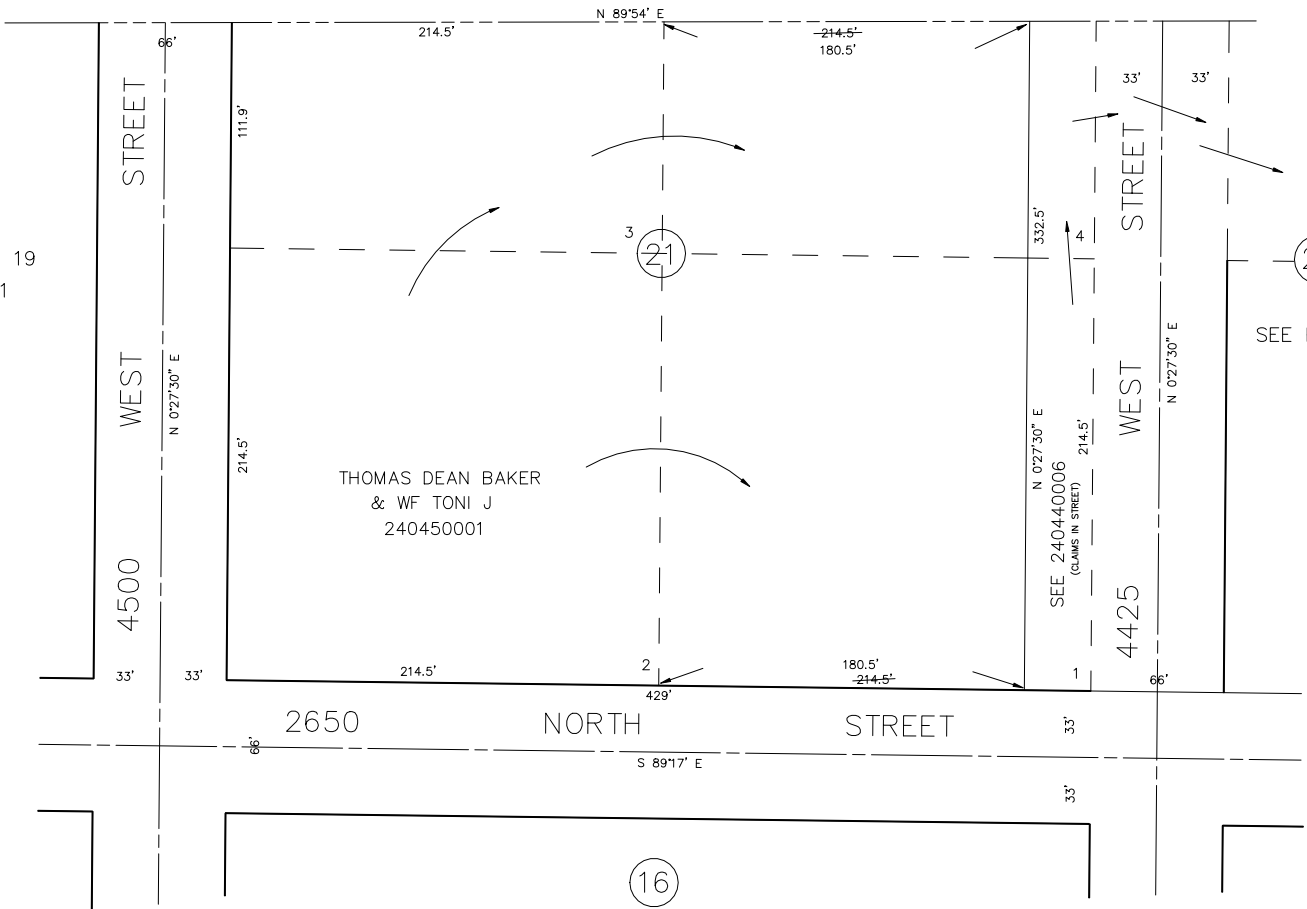 N 89°54' E
66'
214.5'
214.5'
180.5'
33'
33'
111.9'
STREET
STREET
332.5'
3
21
4
19
1
SEE
WEST
N 0°27'30" E
WEST
N 0°27'30" E
214.5'
214.5'
N 0°27'30" E
THOMAS DEAN BAKER
& WF TONI J
240450001
SEE 240440006
(CLAIMS IN STREET)
4500
4425
33'
33'
214.5'
2
180.5'
214.5'
1
66'
429'
2650 NORTH STREET
33'
66'
S 89°17' E
33'
16